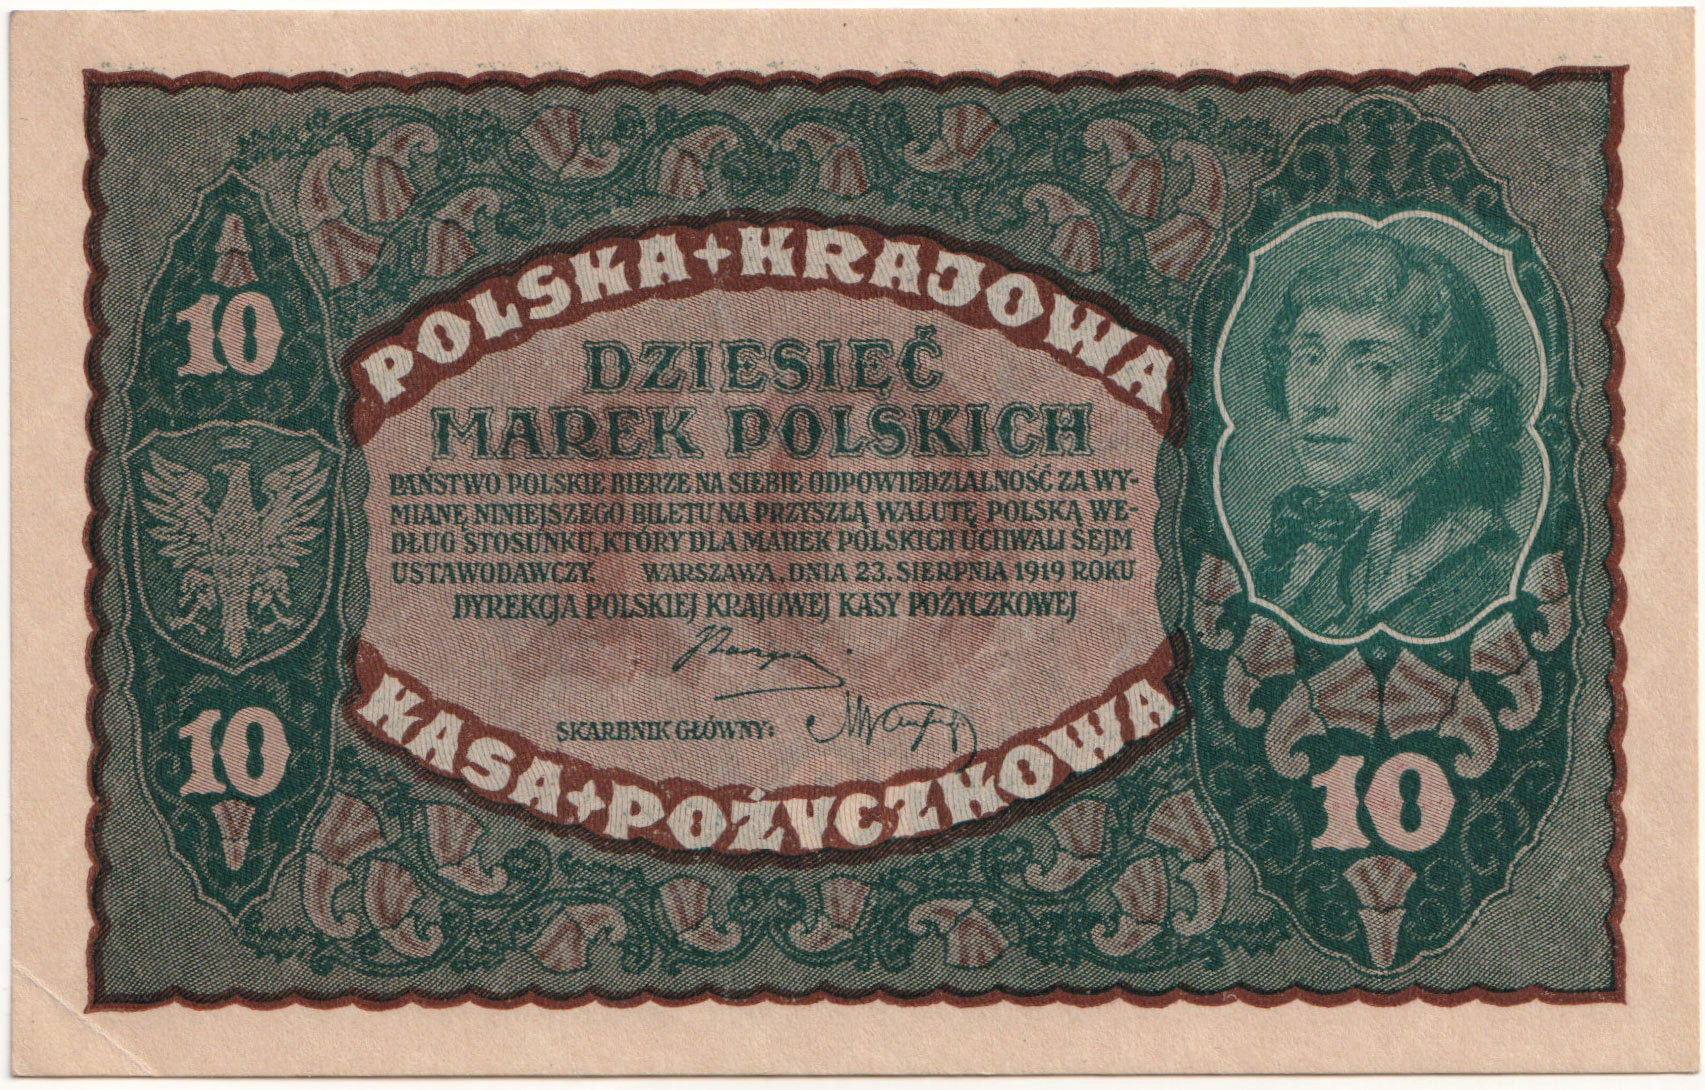 POLSKA + KRAJOWA
DZIESIĘĆ
MAREK POLSKICH
PAŃSTWO POLSKIE BIERZE NA SIEBIE ODPOWIEDZIALNOŚĆ ZA WY-
MIANĘ NINIEJSZEGO BILETU NA PRZYSZŁĄ WALUTĘ POLSKĄ WE-
DŁUG STOSUNKU, KTÓRY DLA MAREK POLSKICH UCHWALI SEJM
USTAWODAWCZY. WARSZAWA, DNIA 23. SIERPNIA 1919 ROKU
DYREKCJA POLSKIEJ KRAJOWEJ KASY POŻYCZKOWEJ
SKARBNIK GŁÓWNY:
KASA + POŻYCZKOWA
10
10
10